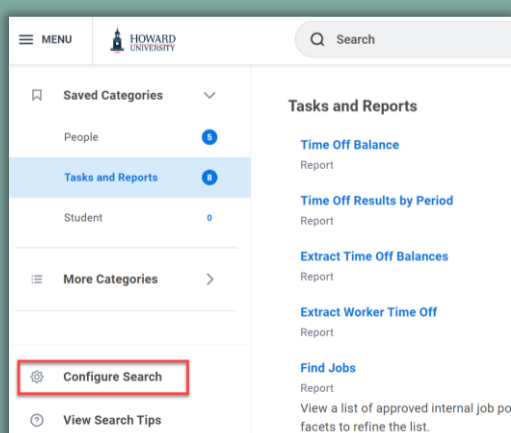 MENU
HOWARD
UNIVERSITY
Search
Saved Categories
People
5
Tasks and Reports
8
Student
0
More Categories
Configure Search
View Search Tips
Tasks and Reports
Time Off Balance
Report
Time Off Results by Period
Report
Extract Time Off Balances
Report
Extract Worker Time Off
Report
Find Jobs
Report
View a list of approved internal job po
facets to refine the list.